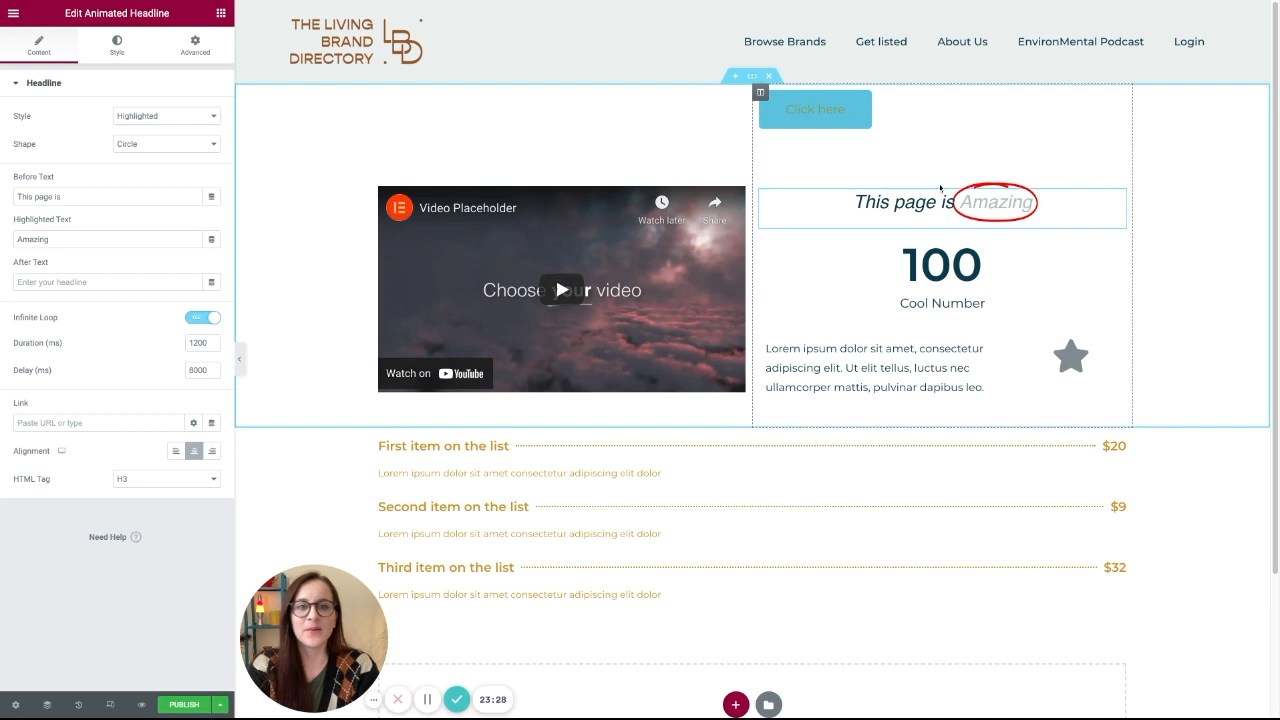 Edit Animated Headline
Content
Style
Advanced
Headline
Style
Highlighted
Shape
Circle
Before Text
This page is
Highlighted Text
Amazing
After Text
Enter your headline
Infinite Loop
YES
Duration (ms)
1200
Delay (ms)
8000
Link
Paste URL or type
Alignment
HTML Tag
H3
Need Help ?
PUBLISH
THE LIVING
BRAND
DIRECTORY
LBD
Browse Brands
Get listed
About Us
EnvironMental Podcast
Login
Click here
Video Placeholder
Watch later
Share
Choose your video
Watch on YouTube
This page is Amazing
100
Cool Number
Lorem ipsum dolor sit amet, consectetur
adipiscing elit. Ut elit tellus, luctus nec
ullamcorper mattis, pulvinar dapibus leo.
First item on the list $20
Lorem ipsum dolor sit amet consectetur adipiscing elit dolor
Second item on the list $9
Lorem ipsum dolor sit amet consectetur adipiscing elit dolor
Third item on the list $32
Lorem ipsum dolor sit amet consectetur adipiscing elit dolor
23:28